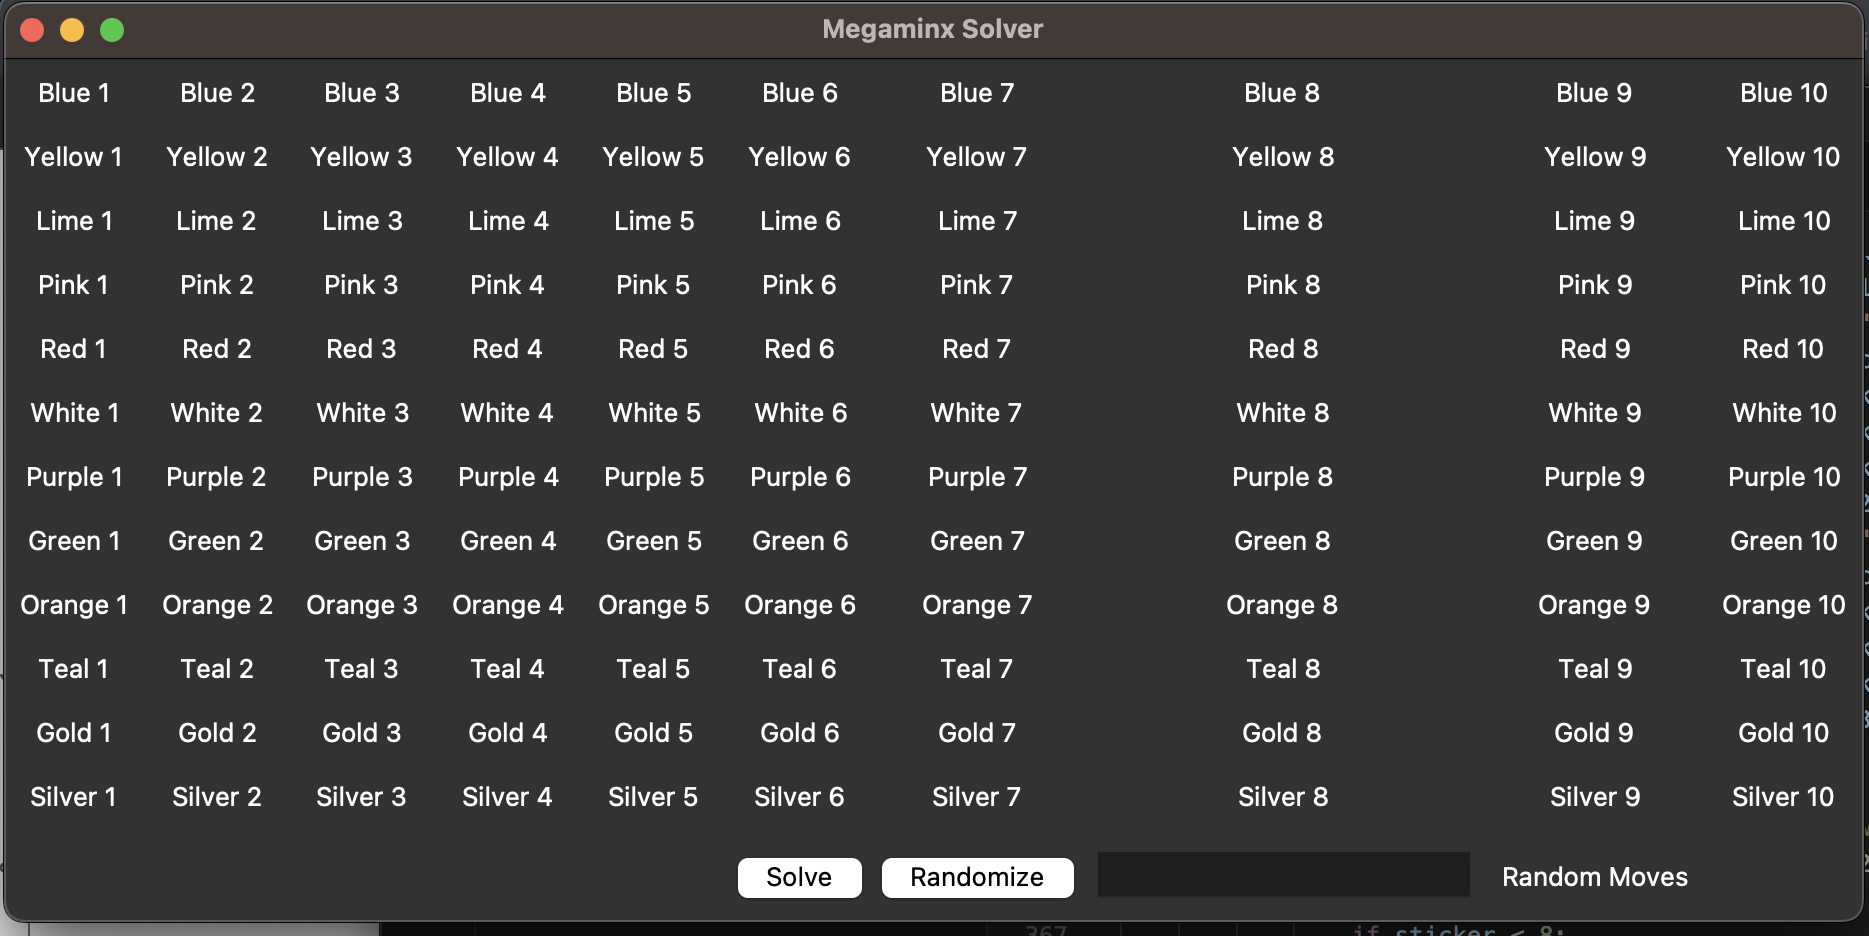 Megaminx Solver
Blue 1 Blue 2 Blue 3 Blue 4 Blue 5 Blue 6 Blue 7 Blue 8 Blue 9 Blue 10
Yellow 1 Yellow 2 Yellow 3 Yellow 4 Yellow 5 Yellow 6 Yellow 7 Yellow 8 Yellow 9 Yellow 10
Lime 1 Lime 2 Lime 3 Lime 4 Lime 5 Lime 6 Lime 7 Lime 8 Lime 9 Lime 10
Pink 1 Pink 2 Pink 3 Pink 4 Pink 5 Pink 6 Pink 7 Pink 8 Pink 9 Pink 10
Red 1 Red 2 Red 3 Red 4 Red 5 Red 6 Red 7 Red 8 Red 9 Red 10
White 1 White 2 White 3 White 4 White 5 White 6 White 7 White 8 White 9 White 10
Purple 1 Purple 2 Purple 3 Purple 4 Purple 5 Purple 6 Purple 7 Purple 8 Purple 9 Purple 10
Green 1 Green 2 Green 3 Green 4 Green 5 Green 6 Green 7 Green 8 Green 9 Green 10
Orange 1 Orange 2 Orange 3 Orange 4 Orange 5 Orange 6 Orange 7 Orange 8 Orange 9 Orange 10
Teal 1 Teal 2 Teal 3 Teal 4 Teal 5 Teal 6 Teal 7 Teal 8 Teal 9 Teal 10
Gold 1 Gold 2 Gold 3 Gold 4 Gold 5 Gold 6 Gold 7 Gold 8 Gold 9 Gold 10
Silver 1 Silver 2 Silver 3 Silver 4 Silver 5 Silver 6 Silver 7 Silver 8 Silver 9 Silver 10
Solve Randomize Random Moves
367 if sticker < 8: